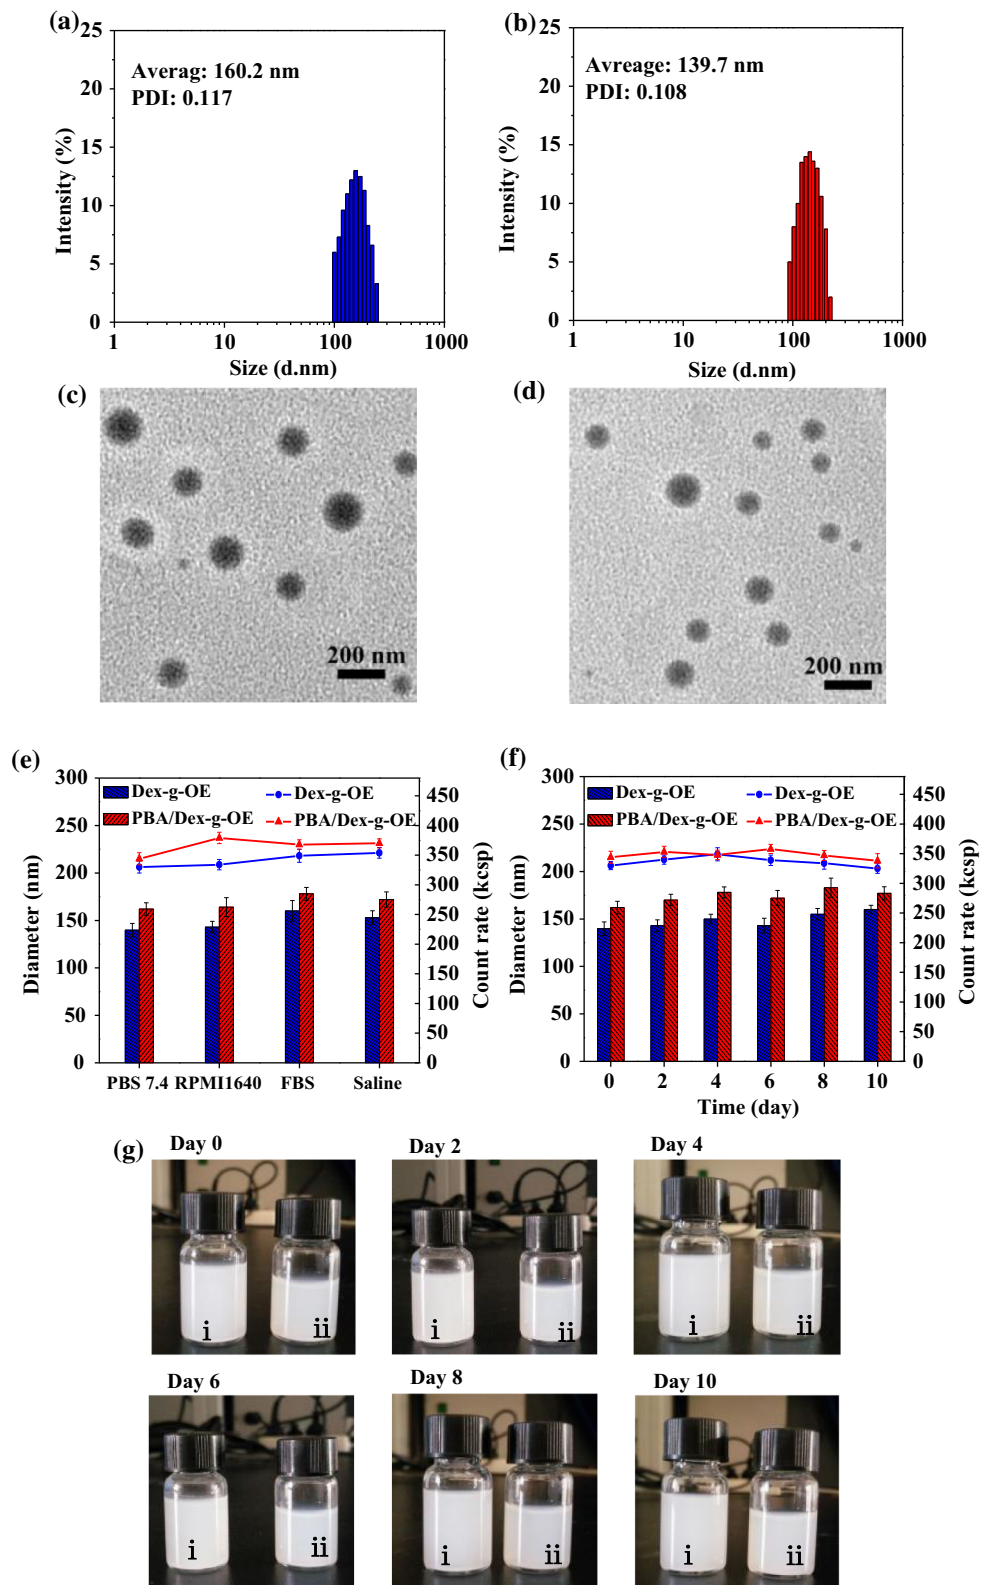 (a)
25
20
15
10
5
0
Intensity (%)
Averag: 160.2 nm
PDI: 0.117
1 10 100 1000
Size (d.nm)
(b)
25
20
15
10
5
0
Intensity (%)
Avreage: 139.7 nm
PDI: 0.108
1 10 100 1000
Size (d.nm)
(c)
200 nm
(d)
200 nm
(e)
300
250
200
150
100
50
0
Diameter (nm)
Dex-g-OE
PBA/Dex-g-OE
Dex-g-OE
PBA/Dex-g-OE
450
400
350
300
250
200
150
100
50
0
Count rate (kcsp)
PBS 7.4 RPMI1640 FBS Saline
(f)
300
250
200
150
100
50
0
Diameter (nm)
Dex-g-OE
PBA/Dex-g-OE
Dex-g-OE
PBA/Dex-g-OE
450
400
350
300
250
200
150
100
50
0
Count rate (kcsp)
0 2 4 6 8 10
Time (day)
(g)
Day 0
i ii
Day 2
i ii
Day 4
i ii
Day 6
i ii
Day 8
i ii
Day 10
i ii